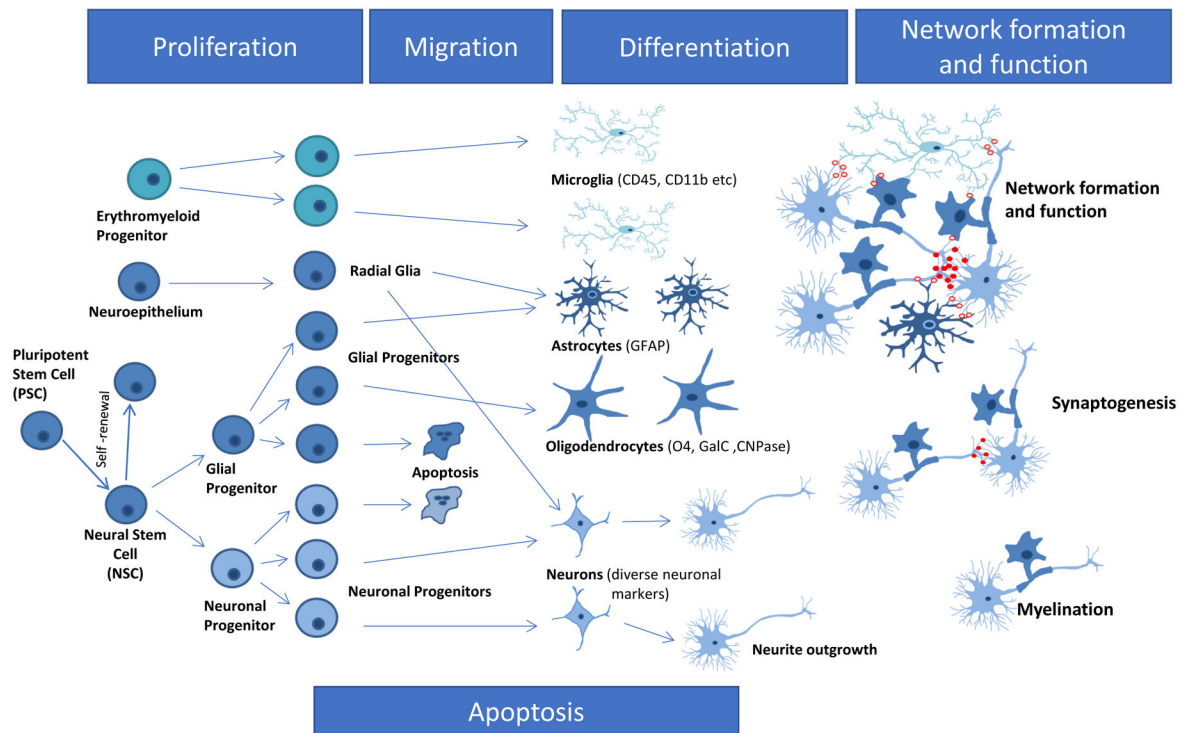 Proliferation
Migration
Differentiation
Network formation
and function
Microglia (CD45, CD11b etc)
Erythromyeloid
Progenitor
Network formation
and function
Radial Glia
Neuroepithelium
Astrocytes (GFAP)
Glial Progenitors
Pluripotent
Stem Cell
(PSC)
Self -renewal
Synaptogenesis
Oligodendrocytes (O4, GalC ,CNPase)
Apoptosis
Glial
Progenitor
Neural Stem
Cell
(NSC)
Neurons (diverse neuronal
markers)
Neuronal Progenitors
Neuronal
Progenitor
Myelination
Neurite outgrowth
Apoptosis